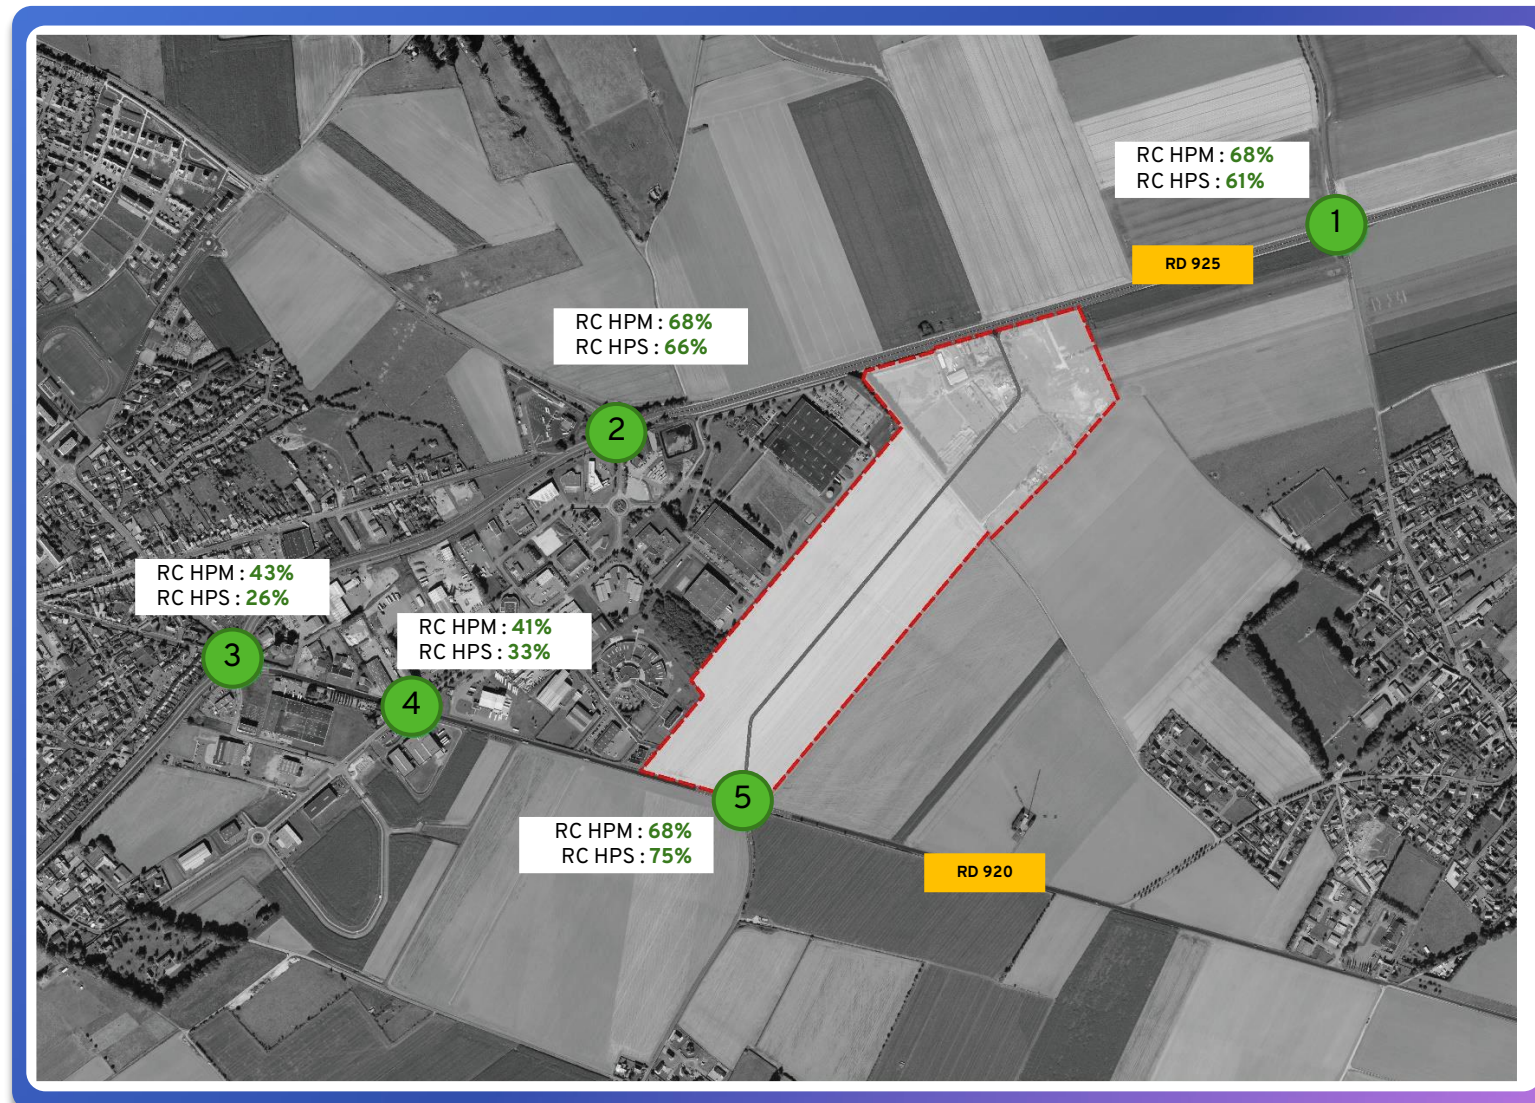 RC HPM : 68%
RC HPS : 61%
1
RD 925
RC HPM : 68%
RC HPS : 66%
2
RC HPM : 43%
RC HPS : 26%
3
RC HPM : 41%
RC HPS : 33%
4
5
RC HPM : 68%
RC HPS : 75%
RD 920